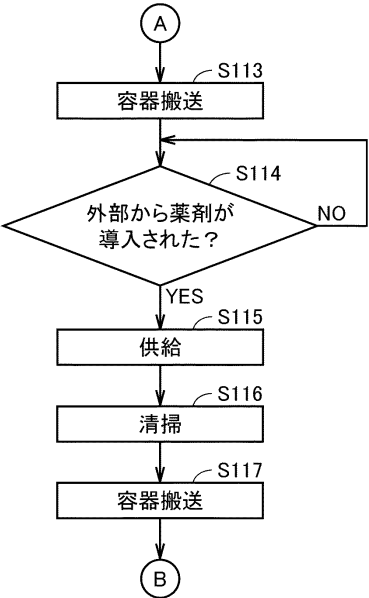 A
S113
容器搬送
S114
外部から薬剤が
導入された？
NO
YES
S115
供給
S116
清掃
S117
容器搬送
B